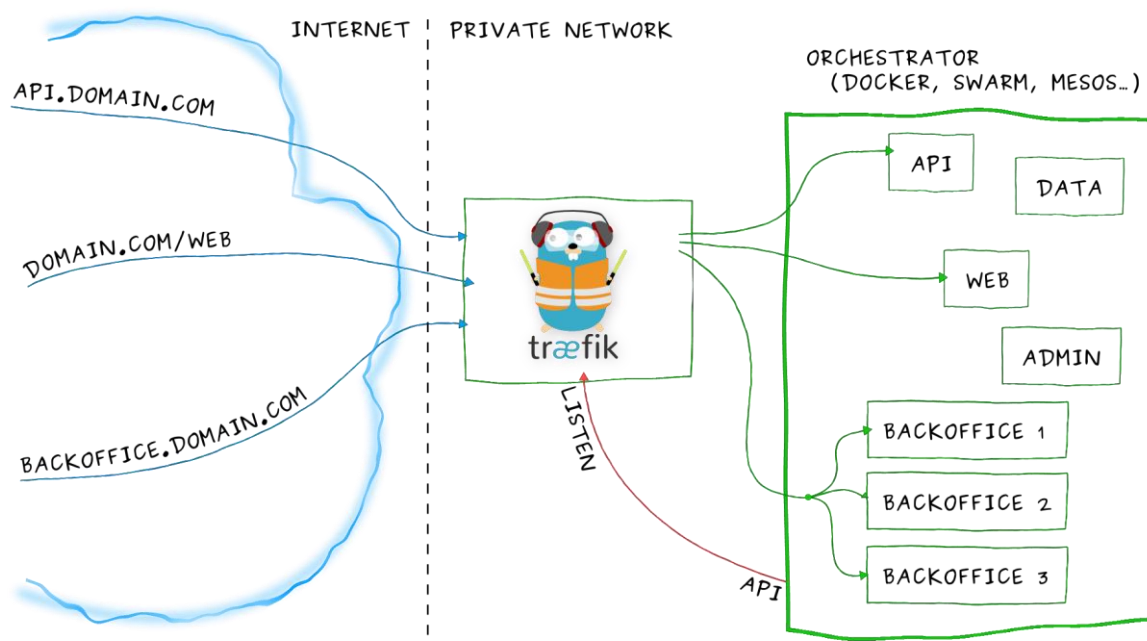 INTERNET
PRIVATE NETWORK
ORCHESTRATOR
(DOCKER, SWARM, MESOS…)
API.DOMAIN.COM
API
DATA
DOMAIN.COM/WEB
WEB
træfik
ADMIN
LISTEN
BACKOFFICE.DOMAIN.COM
BACKOFFICE 1
BACKOFFICE 2
BACKOFFICE 3
API